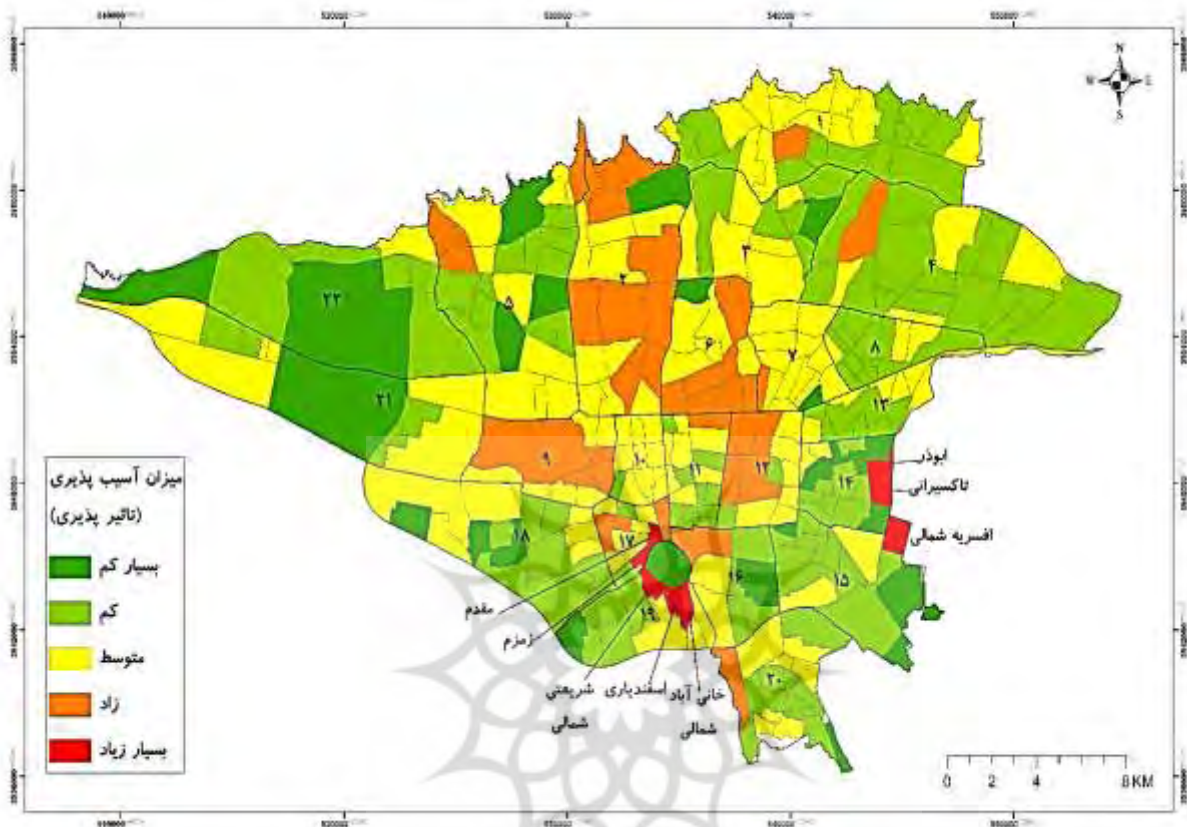 N
W
E
S
۱
۲
۳
۴
۵
۶
۷
۸
۹
۱۰
۱۱
۱۲
۱۳
۱۴
۱۵
۱۶
۱۷
۱۸
۱۹
۲۰
۲۱
۲۲
ابوذر
تاکسیرانی
افسریه شمالی
مقدم
زمزم
شریعتی
شمالی
اسفندیاری
خانی آباد
شمالی
میزان آسیب پذیری
(تاثیر پذیری)
بسیار کم
کم
متوسط
زاد
بسیار زیاد
0 2 4 8 KM